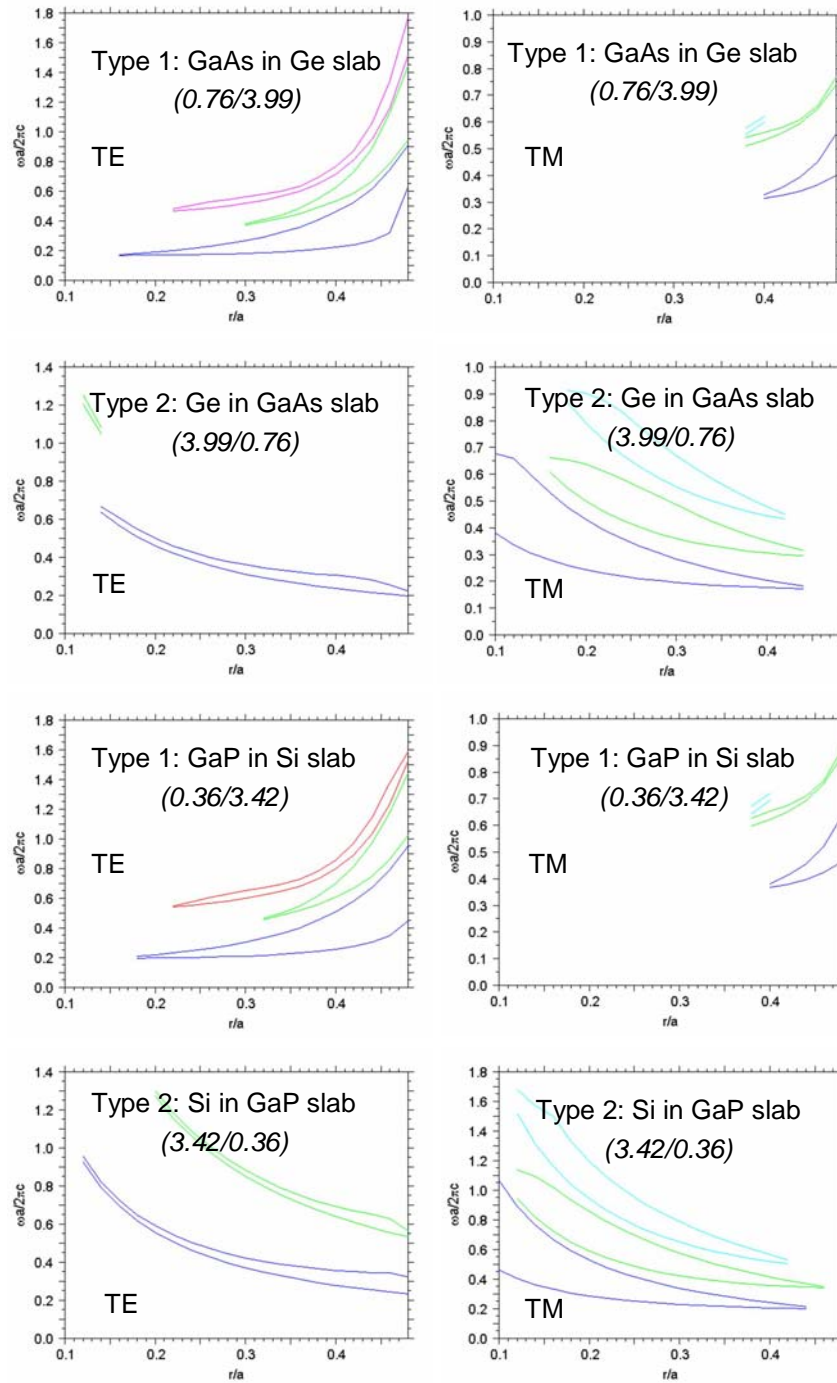 1.8
1.6
1.4
1.2
1.0
0.8
0.6
0.4
0.2
0.0
ωa/2πc
Type 1: GaAs in Ge slab
(0.76/3.99)
TE
0.1 0.2 0.3 0.4
r/a
1.0
0.9
0.8
0.7
0.6
0.5
0.4
0.3
0.2
0.1
0.0
ωa/2πc
Type 1: GaAs in Ge slab
(0.76/3.99)
TM
0.1 0.2 0.3 0.4
r/a
1.4
1.2
1.0
0.8
0.6
0.4
0.2
0.0
ωa/2πc
Type 2: Ge in GaAs slab
(3.99/0.76)
TE
0.1 0.2 0.3 0.4
r/a
1.0
0.9
0.8
0.7
0.6
0.5
0.4
0.3
0.2
0.1
0.0
ωa/2πc
Type 2: Ge in GaAs slab
(3.99/0.76)
TM
0.1 0.2 0.3 0.4
r/a
1.8
1.6
1.4
1.2
1.0
0.8
0.6
0.4
0.2
0.0
ωa/2πc
Type 1: GaP in Si slab
(0.36/3.42)
TE
0.1 0.2 0.3 0.4
r/a
1.0
0.9
0.8
0.7
0.6
0.5
0.4
0.3
0.2
0.1
0.0
ωa/2πc
Type 1: GaP in Si slab
(0.36/3.42)
TM
0.1 0.2 0.3 0.4
r/a
1.4
1.2
1.0
0.8
0.6
0.4
0.2
0.0
ωa/2πc
Type 2: Si in GaP slab
(3.42/0.36)
TE
0.1 0.2 0.3 0.4
r/a
1.8
1.6
1.4
1.2
1.0
0.8
0.6
0.4
0.2
0.0
ωa/2πc
Type 2: Si in GaP slab
(3.42/0.36)
TM
0.1 0.2 0.3 0.4
r/a